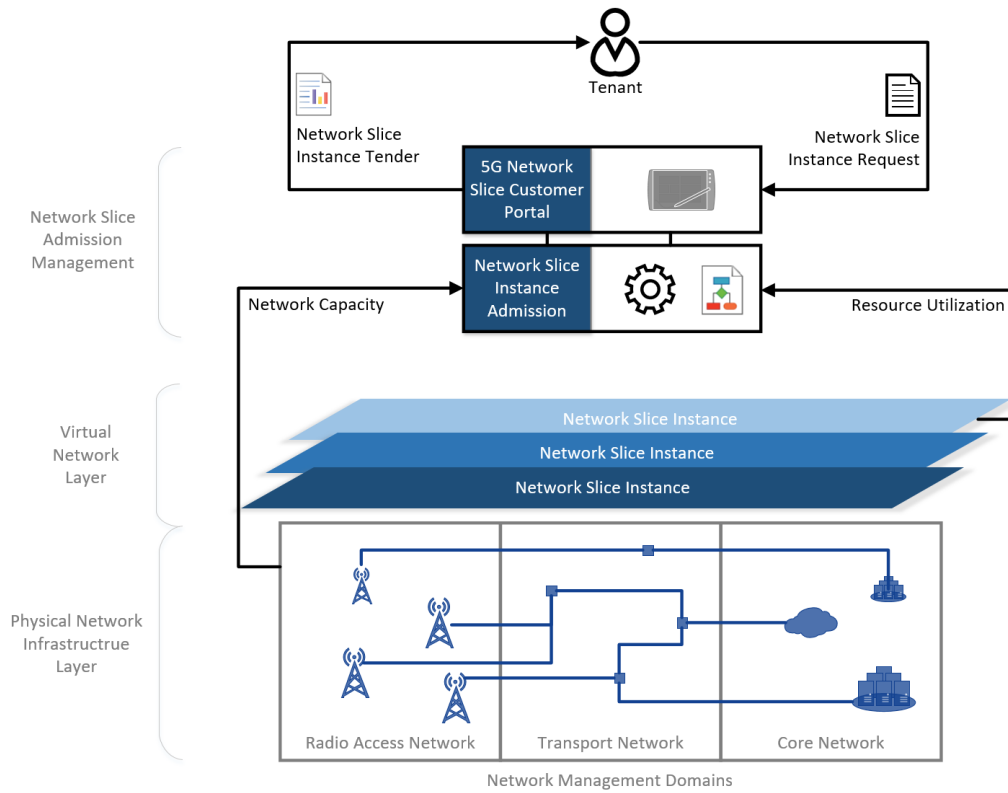 Tenant
Network Slice
Instance Tender
Network Slice
Instance Request
5G Network
Slice Customer
Portal
Network Slice
Admission
Management
Network Slice
Instance
Admission
Network Capacity
Resource Utilization
Virtual
Network
Layer
Network Slice Instance
Network Slice Instance
Network Slice Instance
Physical Network
Infrastructrue
Layer
Radio Access Network
Transport Network
Core Network
Network Management Domains